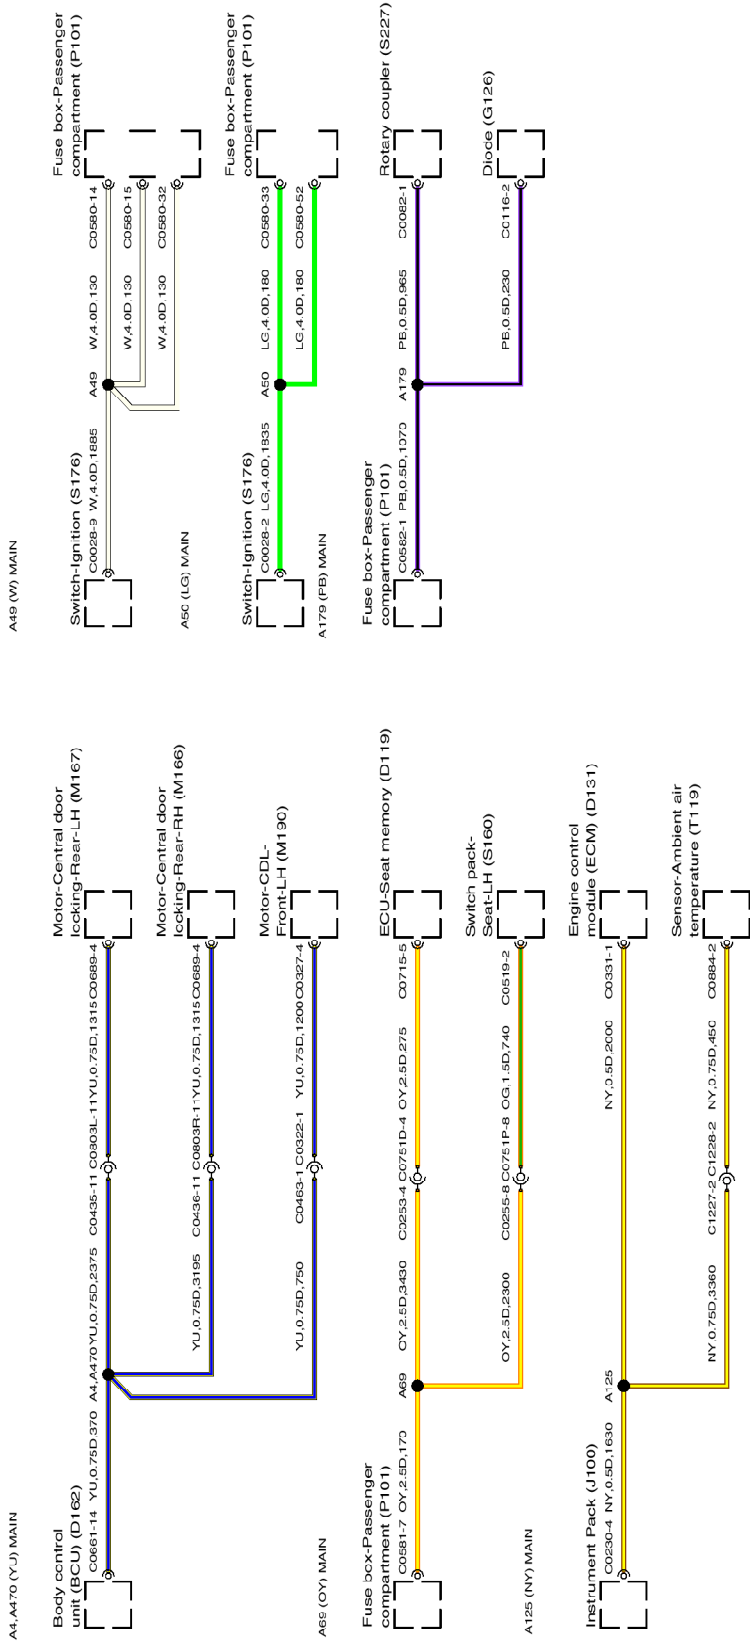 A4,A470 (YU) MAIN
Body control
unit (BCU) (D162)
C0661-14 YU,0.75D,370 A4,A470 YU,0.75D,2375 C0435-11 C0803L-11 YU,0.75D,1315 C0689-4
Motor-Central door
locking-Rear-LH (M167)
YU,0.75D,3195 C0436-11 C0803R-11 YU,0.75D,1315 C0689-4
Motor-Central door
locking-Rear-RH (M166)
YU,0.75D,750 C0463-1 C0322-1 YU,0.75D,1200 C0327-4
Motor-CDL-
Front-LH (M190)
A69 (OY) MAIN
Fuse box-Passenger
compartment (P101)
C0581-7 OY,2.5D,170 A69 OY,2.5D,3430 C0253-4 C0751D-4 OY,2.5D,275 C0715-5
ECU-Seat memory (D119)
OY,2.5D,2300 C0255-8 C0751P-8 OG,1.5D,740 C0519-2
Switch pack-
Seat-LH (S160)
A125 (NY) MAIN
Instrument Pack (J100)
C0230-4 NY,0.5D,1630 A125 NY,0.5D,2000 C0331-1
Engine control
module (ECM) (D131)
NY,0.75D,3360 C1227-2 C1228-2 NY,0.75D,450 C0884-2
Sensor-Ambient air
temperature (T119)
A49 (W) MAIN
Switch-Ignition (S176)
C0028-9 W,4.0D,1885 A49 W,4.0D,130 C0580-14
Fuse box-Passenger
compartment (P101)
W,4.0D,130 C0580-15
W,4.0D,130 C0580-32
A50 (LG) MAIN
Switch-Ignition (S176)
C0028-2 LG,4.0D,1835 A50 LG,4.0D,180 C0580-33
Fuse box-Passenger
compartment (P101)
LG,4.0D,180 C0580-52
A179 (PB) MAIN
Fuse box-Passenger
compartment (P101)
C0582-1 PB,0.5D,1070 A179 PB,0.5D,965 C0082-1
Rotary coupler (S227)
PB,0.5D,230 C0116-2
Diode (G126)